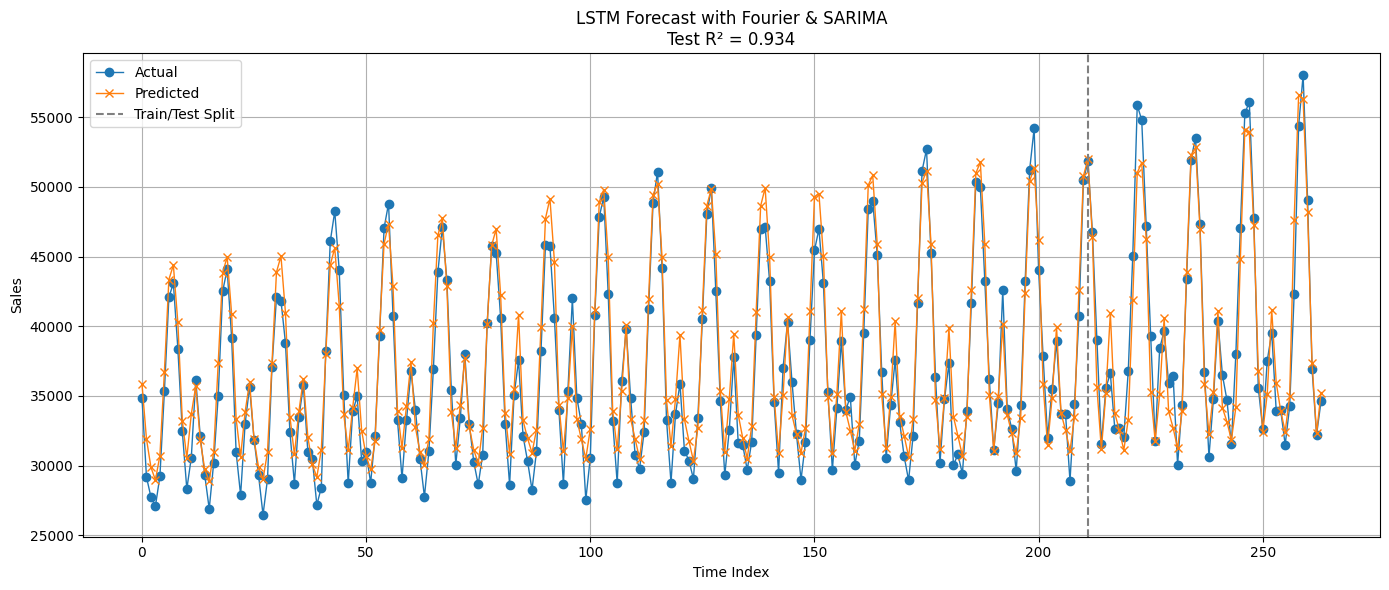 LSTM Forecast with Fourier & SARIMA
Test R² = 0.934
Actual
Predicted
Train/Test Split
Sales
55000
50000
45000
40000
35000
30000
25000
0
50
100
150
200
250
Time Index